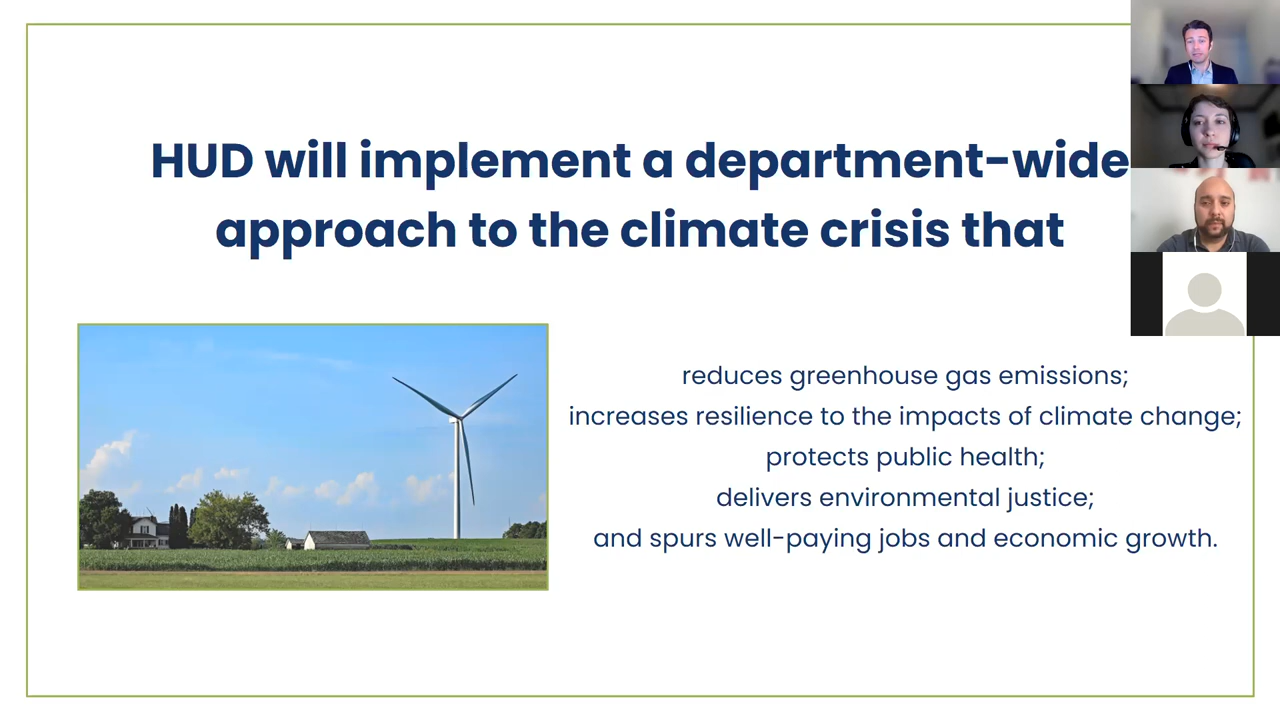 HUD will implement a department-wide
approach to the climate crisis that
reduces greenhouse gas emissions;
increases resilience to the impacts of climate change;
protects public health;
delivers environmental justice;
and spurs well-paying jobs and economic growth.